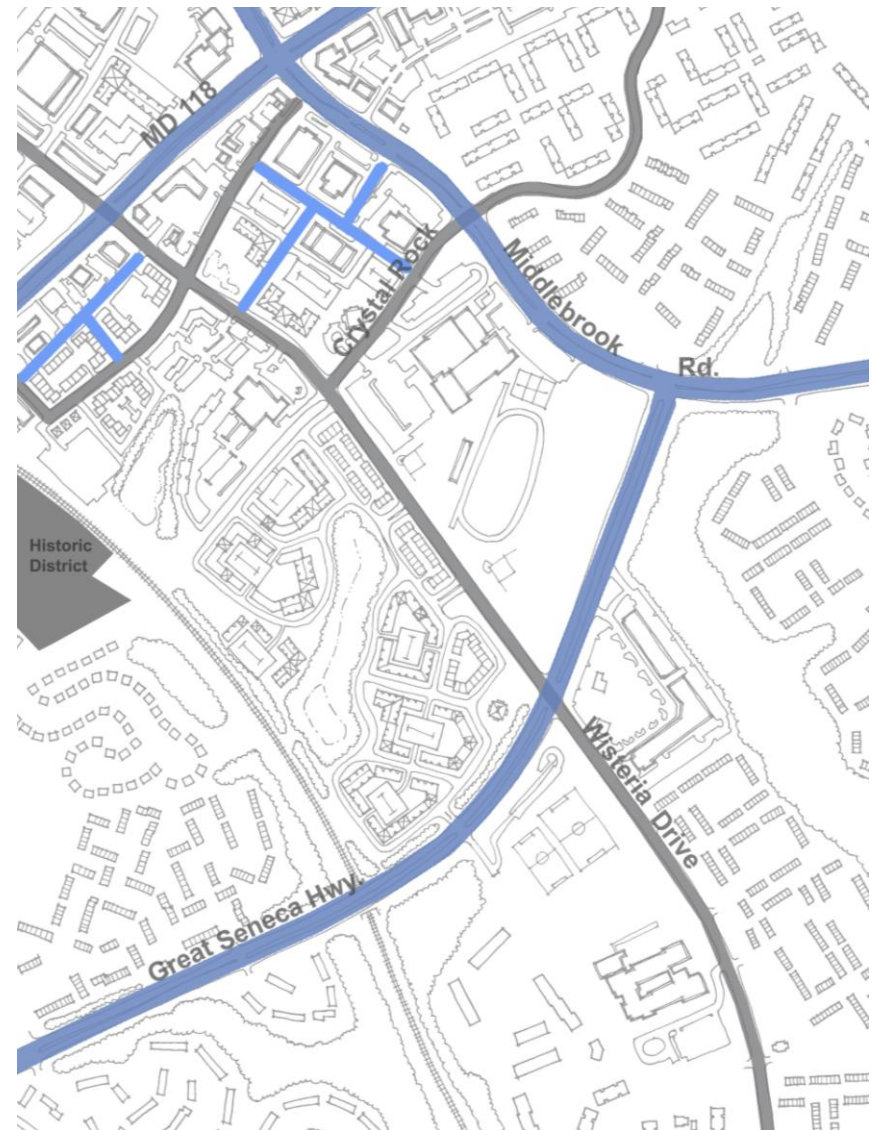 MD 118
Crystal Rock
Middlebrook
Rd.
Historic
District
Wisteria Drive
Great Seneca Hwy.